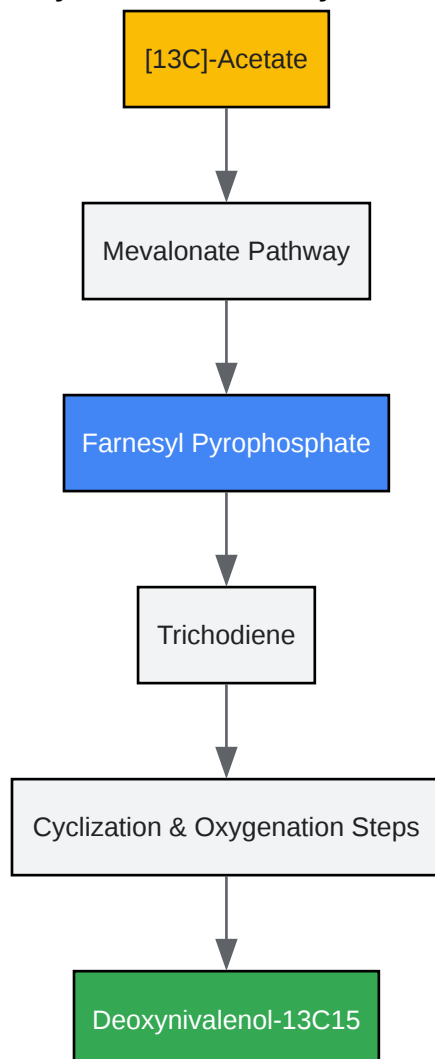 [13C]-Acetate
Mevalonate Pathway
Farnesyl Pyrophosphate
Trichodiene
Cyclization & Oxygenation Steps
Deoxynivalenol-13C15